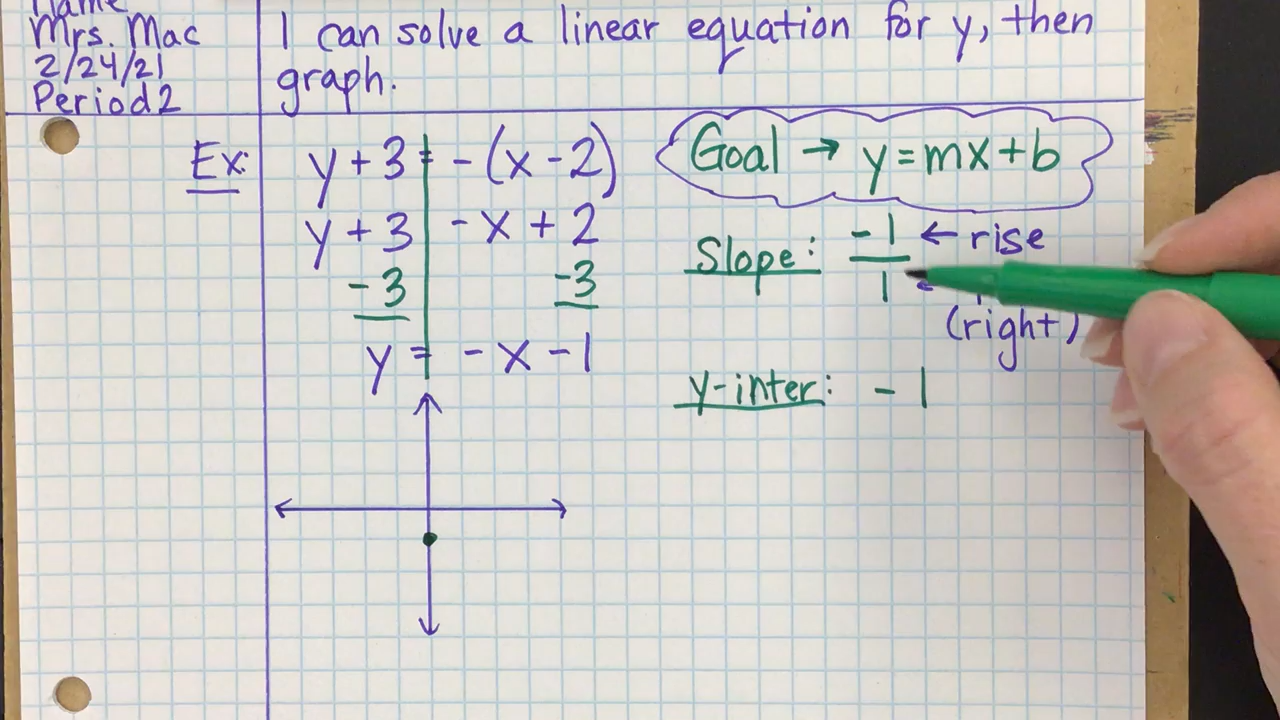 Name
Mrs. Mac
2/24/21
Period 2
I can solve a linear equation for y, then
graph.
Ex:
y + 3 = -(x - 2)
y + 3 -x + 2
-3 -3
y = -x - 1
Goal → y = mx + b
Slope: -1/1 ← rise
(right)
y-inter: -1